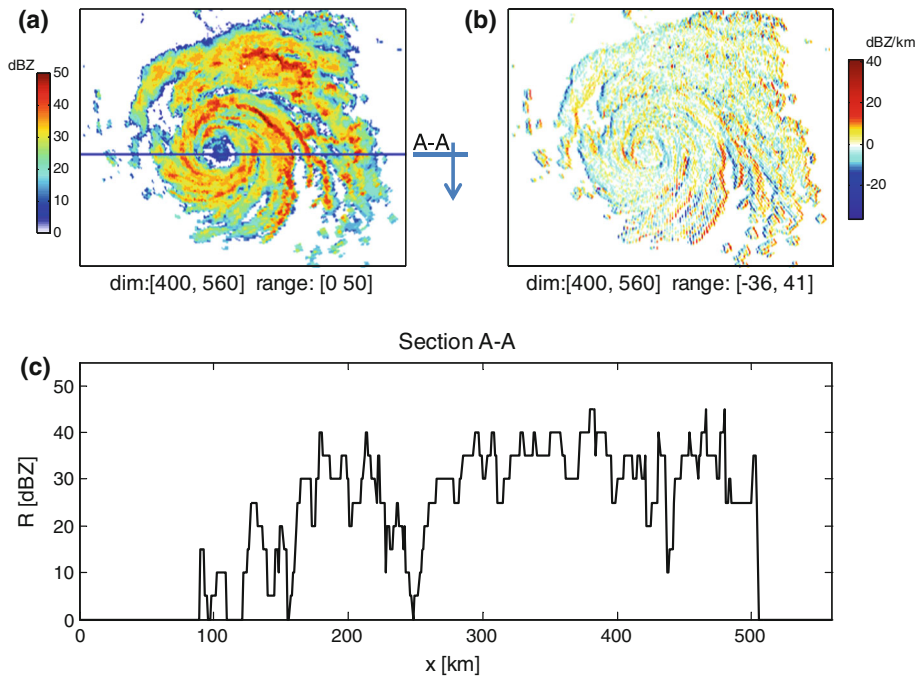 (a)
dBZ
50
40
30
20
10
0
A-A
dim:[400, 560] range: [0 50]
(b)
dBZ/km
40
20
0
-20
dim:[400, 560] range: [-36, 41]
Section A-A
(c)
50
40
30
20
10
0
R [dBZ]
0 100 200 300 400 500
x [km]